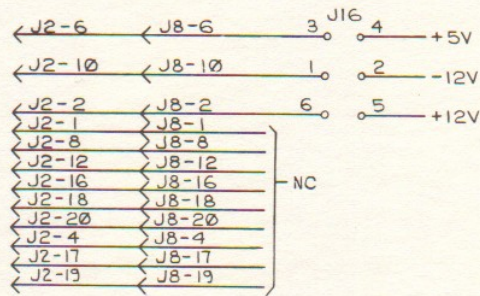 J16
J2-6 J8-6 3 4 +5V
J2-10 J8-10 1 2 -12V
J2-2 J8-2 6 5 +12V
J2-1 J8-1
J2-8 J8-8
J2-12 J8-12
J2-16 J8-16 NC
J2-18 J8-18
J2-20 J8-20
J2-4 J8-4
J2-17 J8-17
J2-19 J8-19